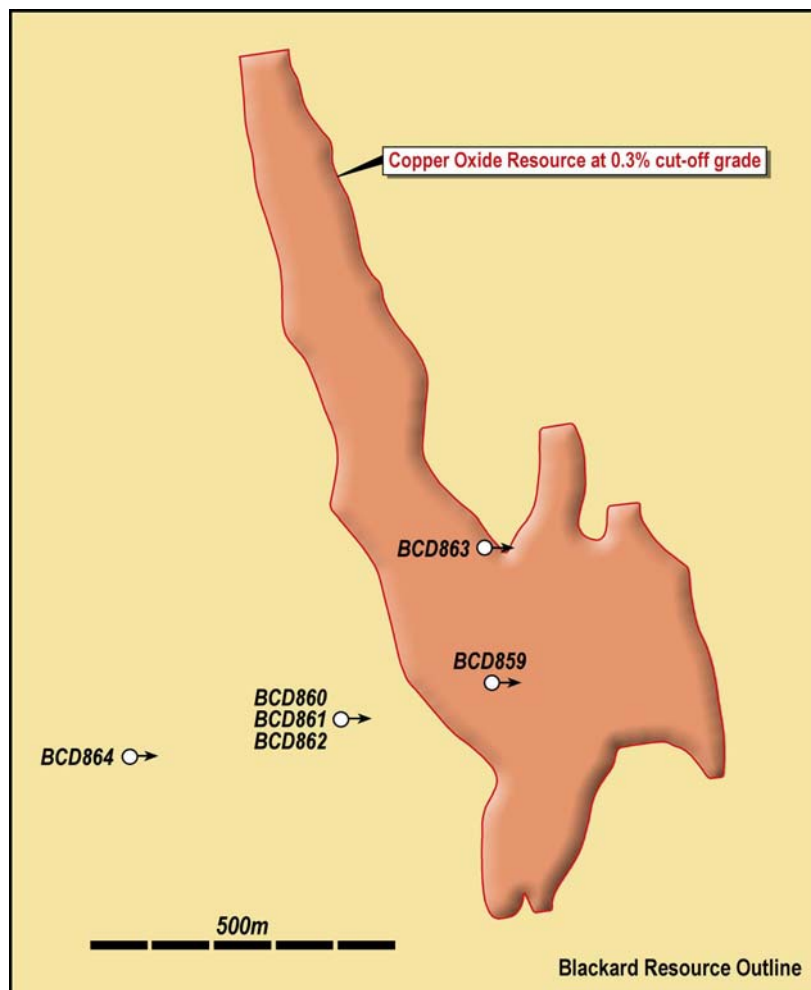 Copper Oxide Resource at 0.3% cut-off grade
BCD863
BCD859
BCD860
BCD861
BCD862
BCD864
500m
Blackard Resource Outline